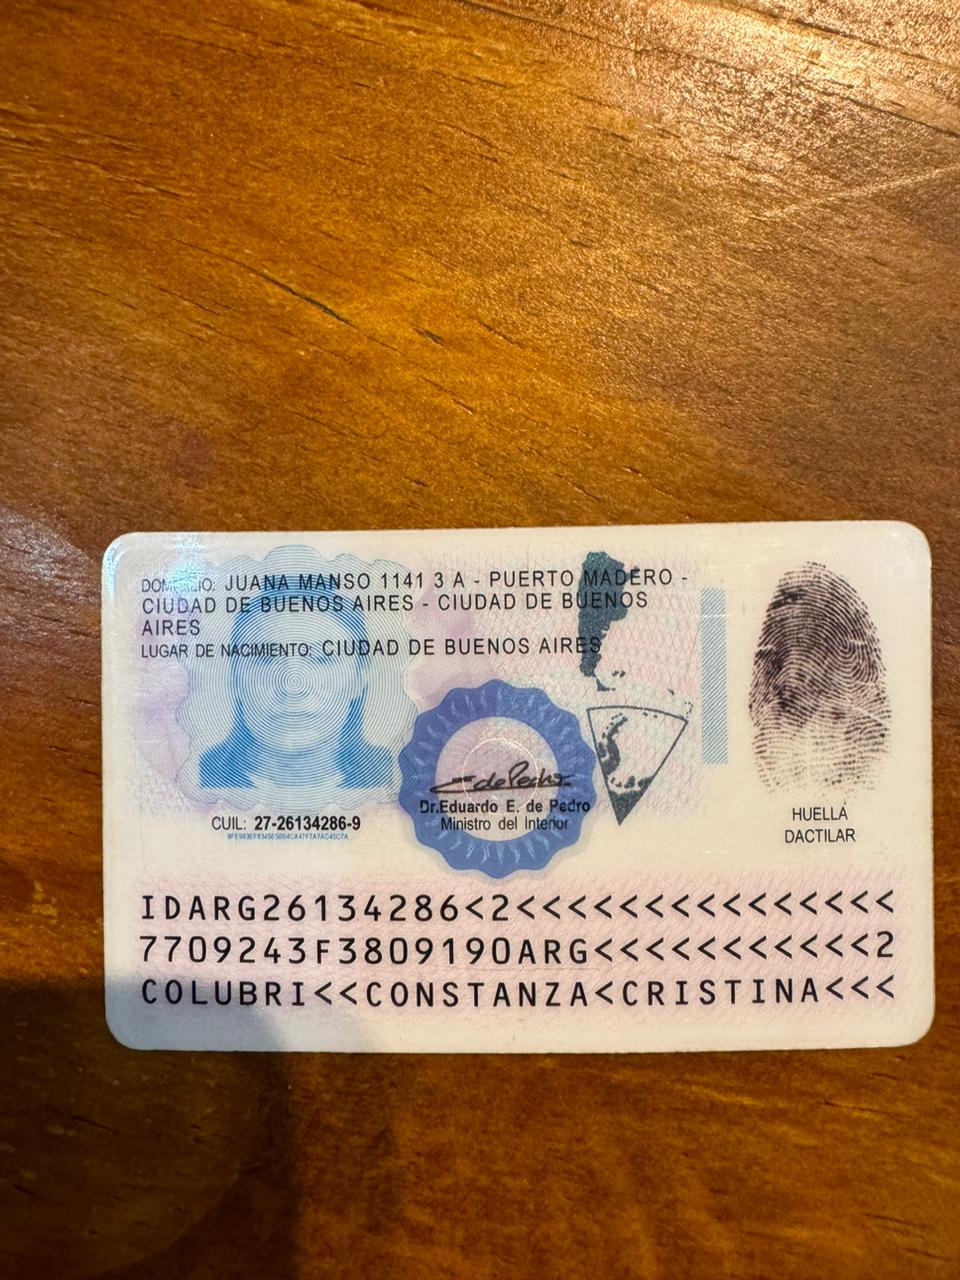 DOMICILIO: JUANA MANSO 1141 3 A - PUERTO MADERO -
CIUDAD DE BUENOS AIRES - CIUDAD DE BUENOS
AIRES
LUGAR DE NACIMIENTO: CIUDAD DE BUENOS AIRES
Dr.Eduardo E. de Pedro
Ministro del Interior
CUIL: 27-26134286-9
HUELLA
DACTILAR
IDARG26134286<2<<<<<<<<<<<<<<<
7709243F3809190ARG<<<<<<<<<<<2
COLUBRI<<CONSTANZA<CRISTINA<<<